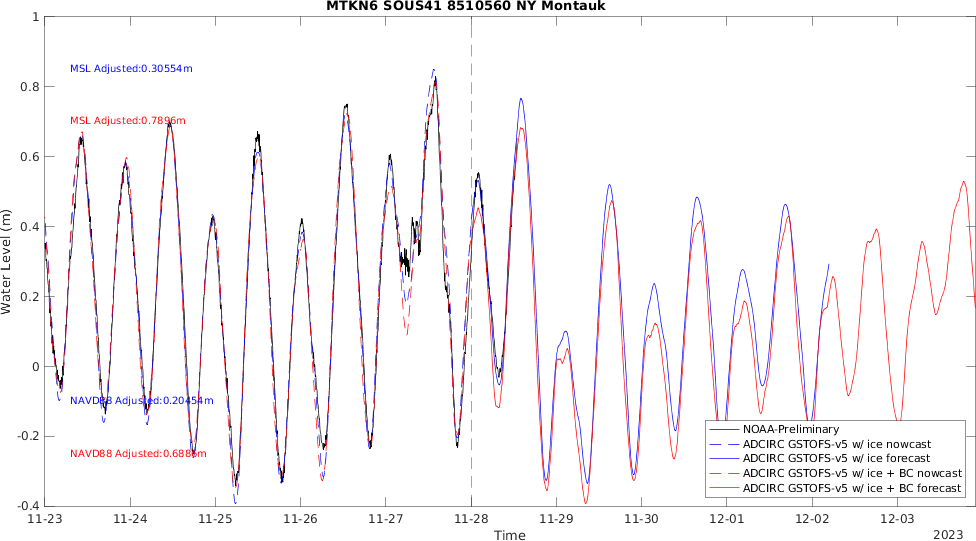 MTKN6 SOUS41 8510560 NY Montauk
1
0.8
0.6
0.4
0.2
0
-0.2
-0.4
Water Level (m)
MSL Adjusted:0.30554m
MSL Adjusted:0.7896m
NAVD88 Adjusted:0.20454m
NAVD88 Adjusted:0.6886m
NOAA-Preliminary
ADCIRC GSTOFS-v5 w/ ice nowcast
ADCIRC GSTOFS-v5 w/ ice forecast
ADCIRC GSTOFS-v5 w/ ice + BC nowcast
ADCIRC GSTOFS-v5 w/ ice + BC forecast
11-23 11-24 11-25 11-26 11-27 11-28 11-29 11-30 12-01 12-02 12-03
Time
2023